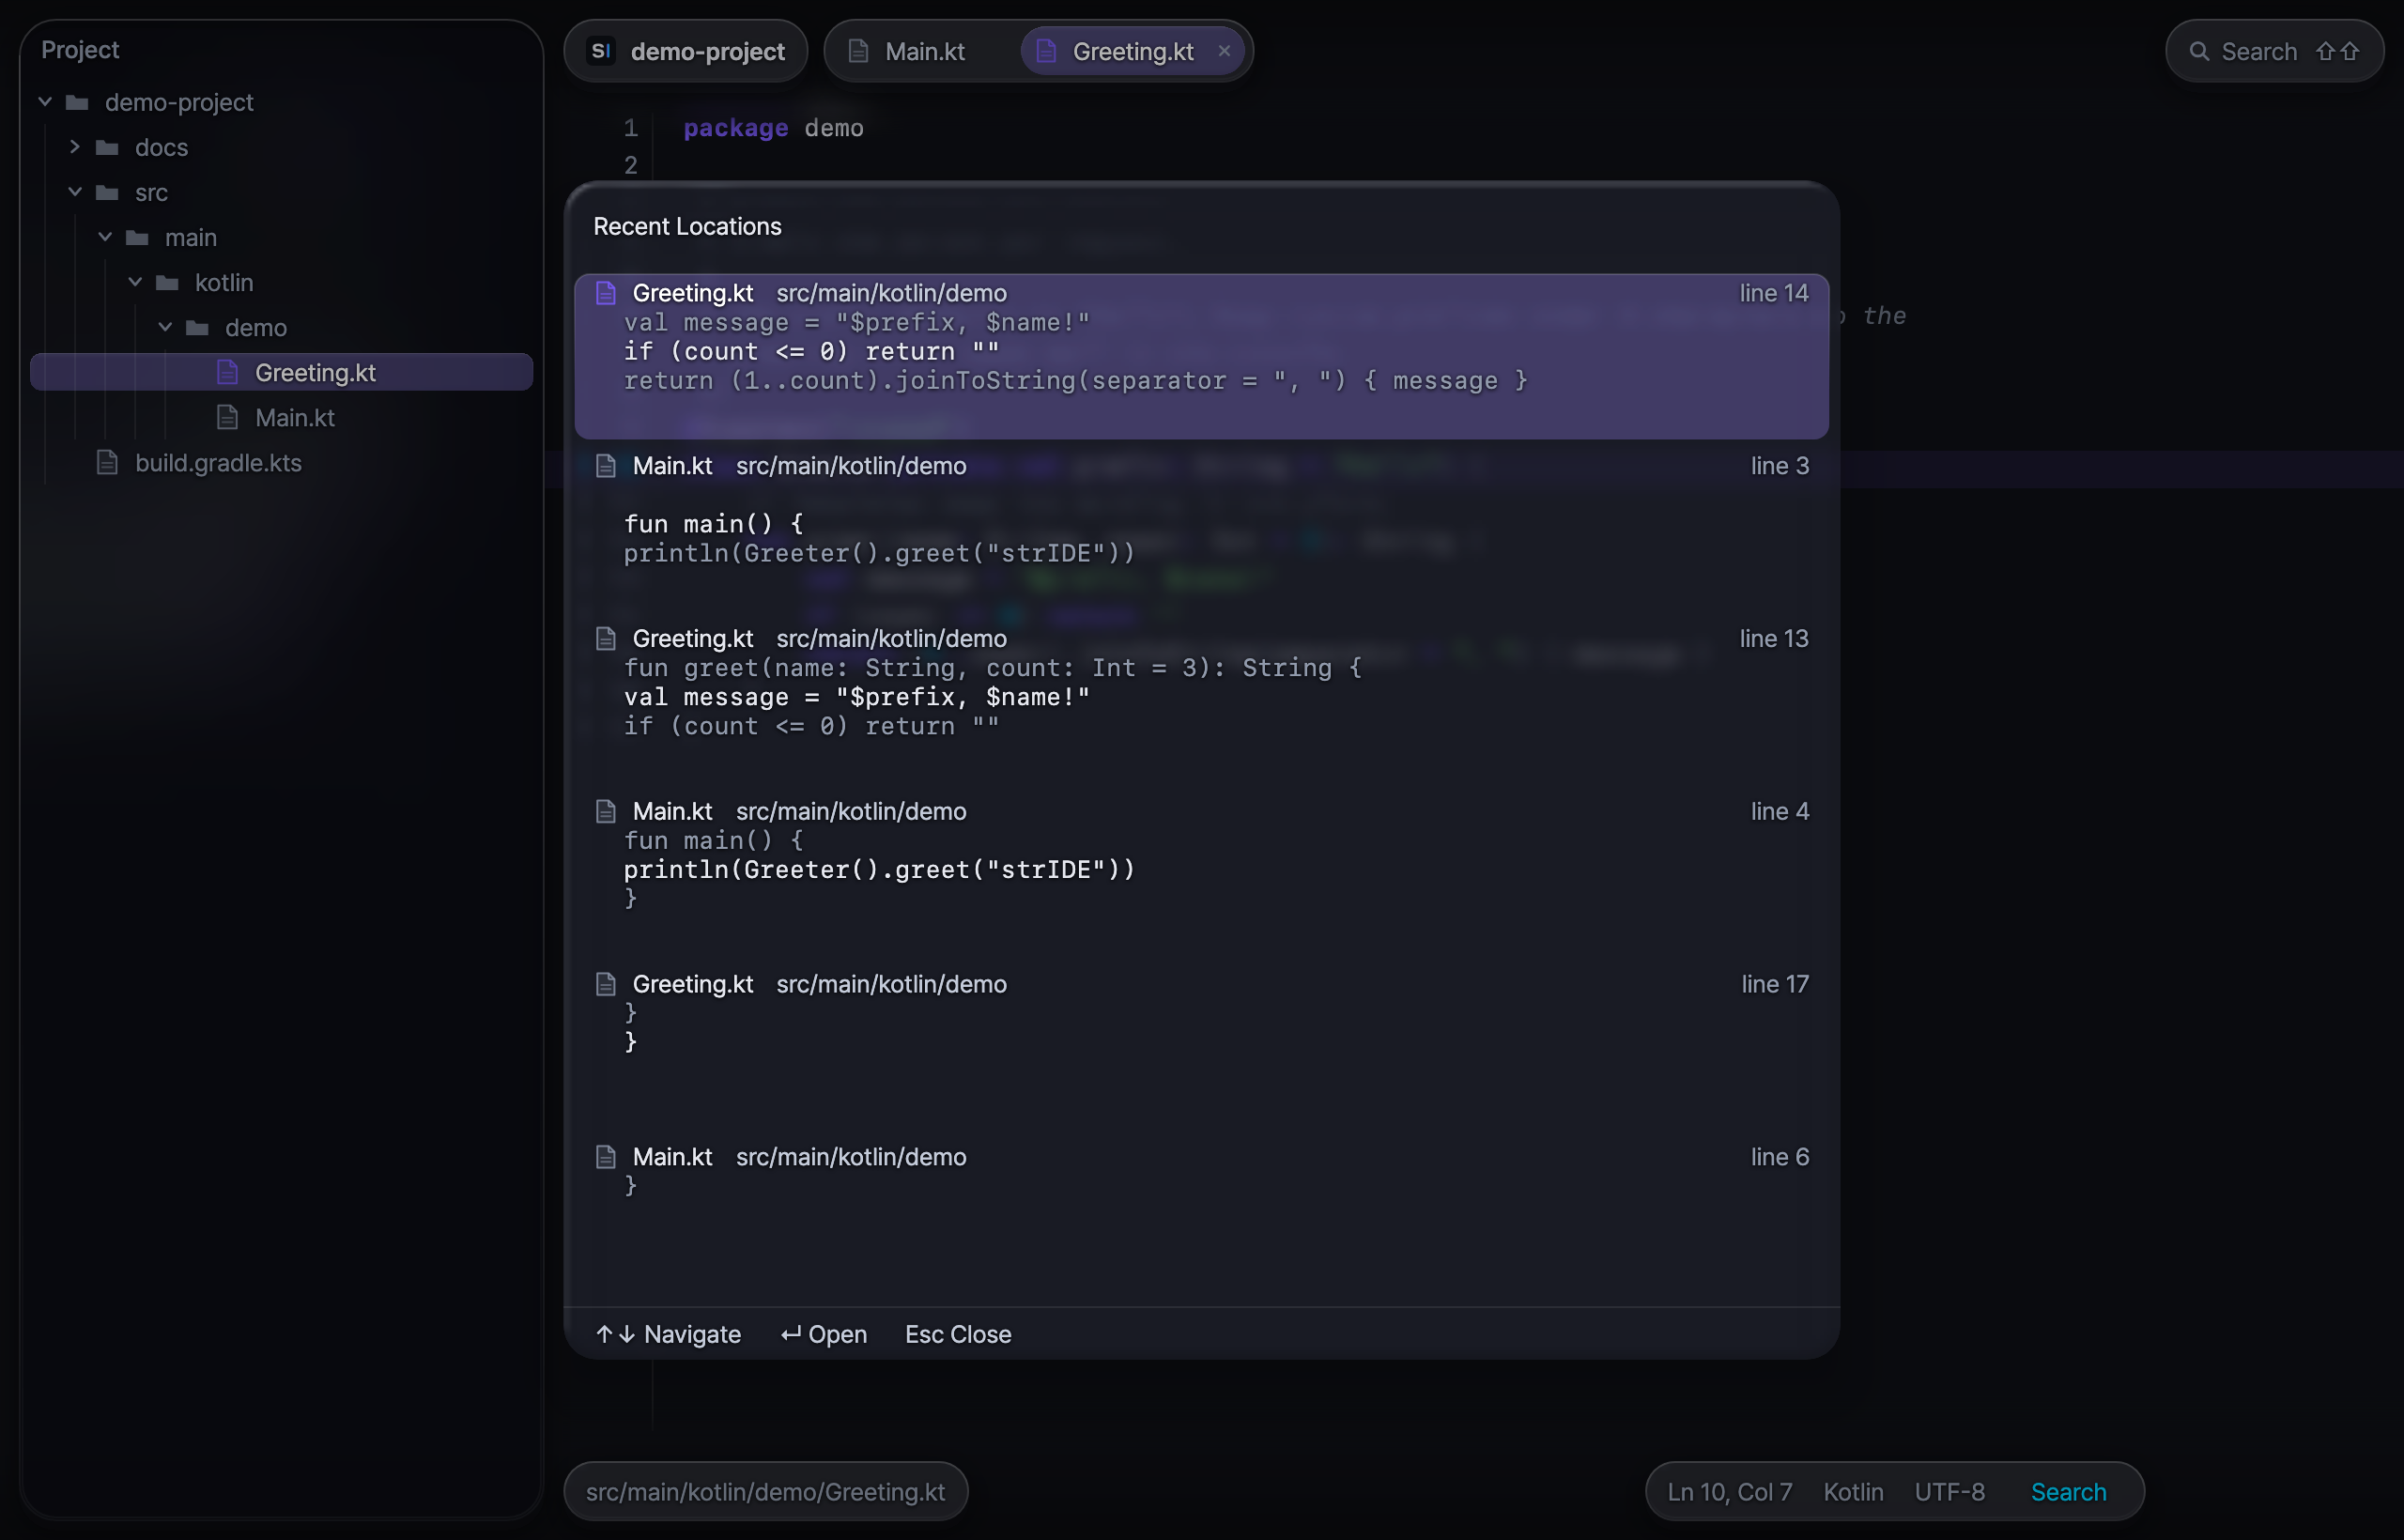 Project
demo-project
docs
src
main
kotlin
demo
Greeting.kt
Main.kt
build.gradle.kts
SI demo-project
Main.kt
Greeting.kt ×
Search ⇧⇧
1 package demo
2
the
Recent Locations
Greeting.kt src/main/kotlin/demo line 14
val message = "$prefix, $name!"
if (count <= 0) return ""
return (1..count).joinToString(separator = ", ") { message }
Main.kt src/main/kotlin/demo line 3
fun main() {
println(Greeter().greet("strIDE"))
Greeting.kt src/main/kotlin/demo line 13
fun greet(name: String, count: Int = 3): String {
val message = "$prefix, $name!"
if (count <= 0) return ""
Main.kt src/main/kotlin/demo line 4
fun main() {
println(Greeter().greet("strIDE"))
}
Greeting.kt src/main/kotlin/demo line 17
}
}
Main.kt src/main/kotlin/demo line 6
}
↑↓ Navigate ↵ Open Esc Close
src/main/kotlin/demo/Greeting.kt
Ln 10, Col 7 Kotlin UTF-8 Search